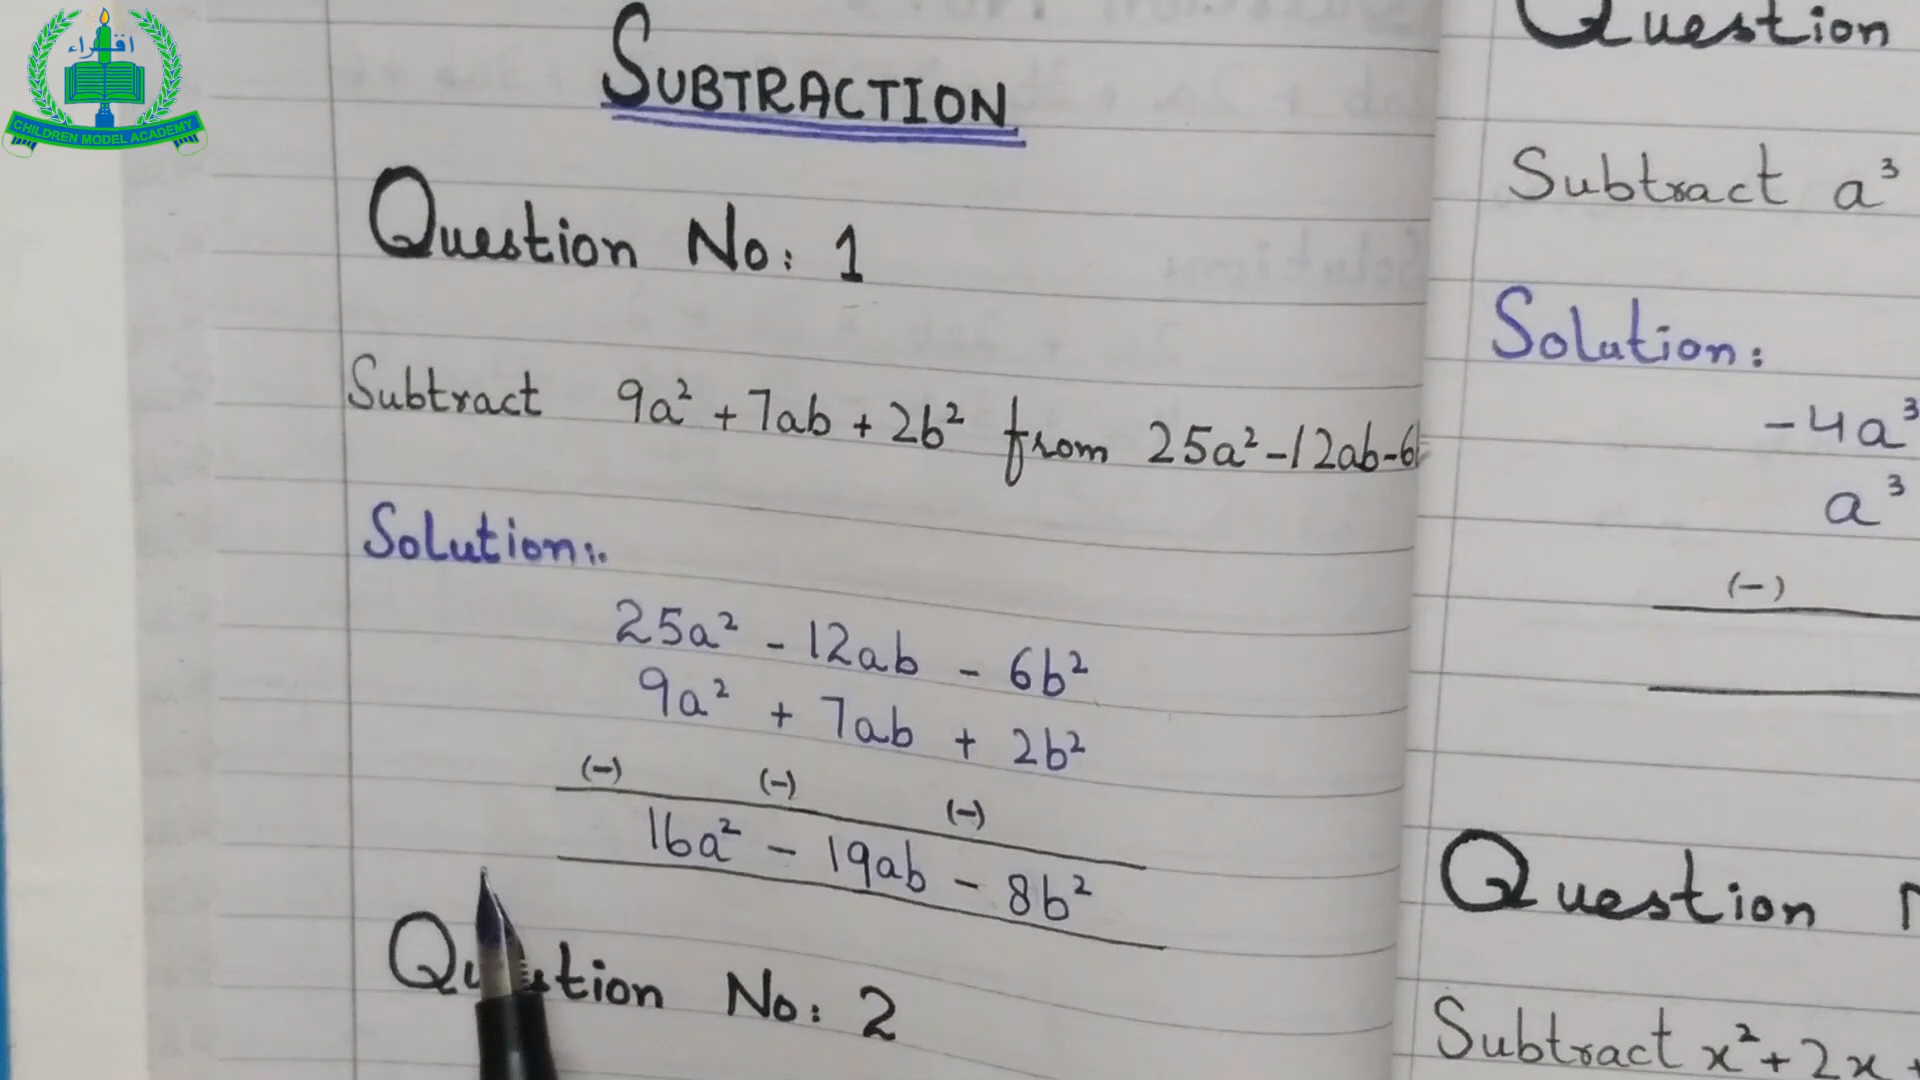 اقراء
CHILDREN MODEL ACADEMY
SUBTRACTION
Question No: 1
Subtract 9a² + 7ab + 2b² from 25a² - 12ab - 6
Solution:.
25a² - 12ab - 6b²
9a² + 7ab + 2b²
(-) (-) (-)
16a² - 19ab - 8b²
Question No: 2
Question
Subtract a³
Solution:
-4a³
a³
(-)
Question
Subtract x² + 2x +